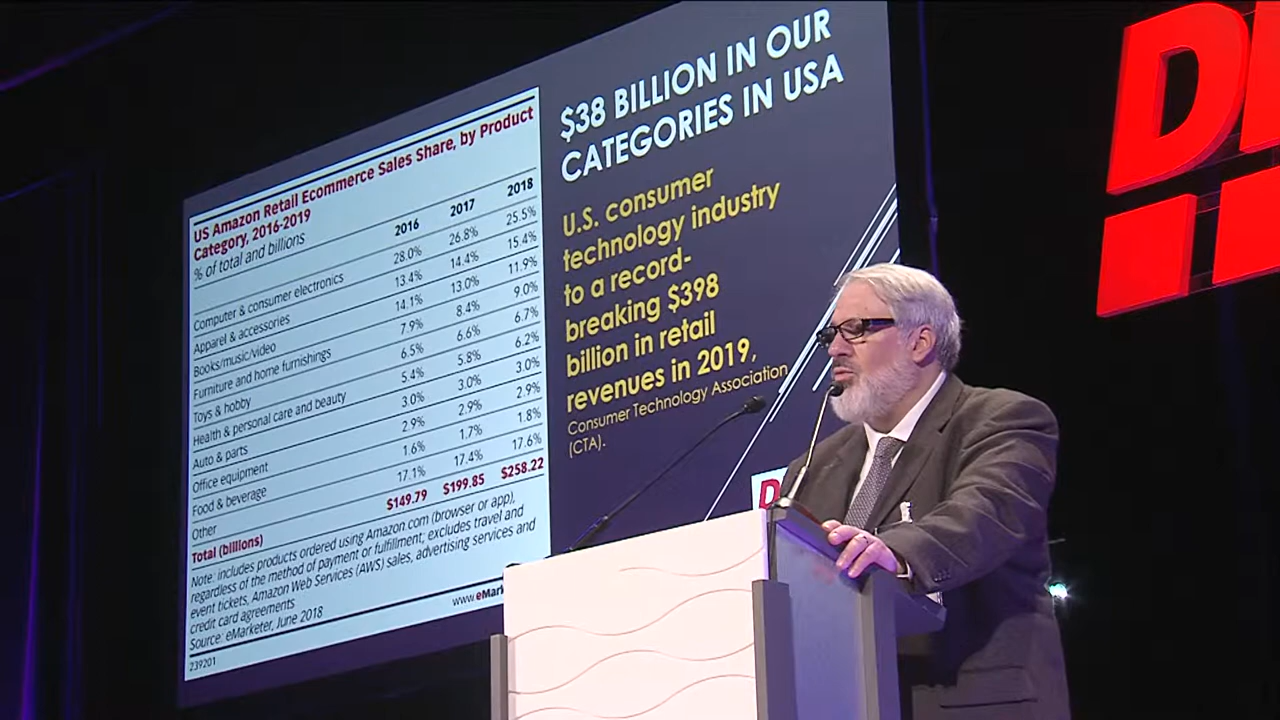 US Amazon Retail Ecommerce Sales Share, by Product
Category, 2016-2019
% of total and billions
2016 2017 2018
Computer & consumer electronics 28.0% 26.8% 25.5%
Apparel & accessories 13.4% 14.4% 15.4%
Books/music/video 14.1% 13.0% 11.9%
Furniture and home furnishings 7.9% 8.4% 9.0%
Toys & hobby 6.5% 6.6% 6.7%
Health & personal care and beauty 5.4% 5.8% 6.2%
Auto & parts 3.0% 3.0% 3.0%
Office equipment 2.9% 2.9% 2.9%
Food & beverage 1.6% 1.7% 1.8%
Other 17.1% 17.4% 17.6%
Total (billions) $149.79 $199.85 $258.22
Note: includes products ordered using Amazon.com (browser or app),
regardless of the method of payment or fulfillment; excludes travel and
event tickets, Amazon Web Services (AWS) sales, advertising services and
credit card agreements
Source: eMarketer, June 2018
239201
www.eMark
$38 BILLION IN OUR
CATEGORIES IN USA
U.S. consumer
technology industry
to a record-
breaking $398
billion in retail
revenues in 2019,
Consumer Technology Association
(CTA).
D
D